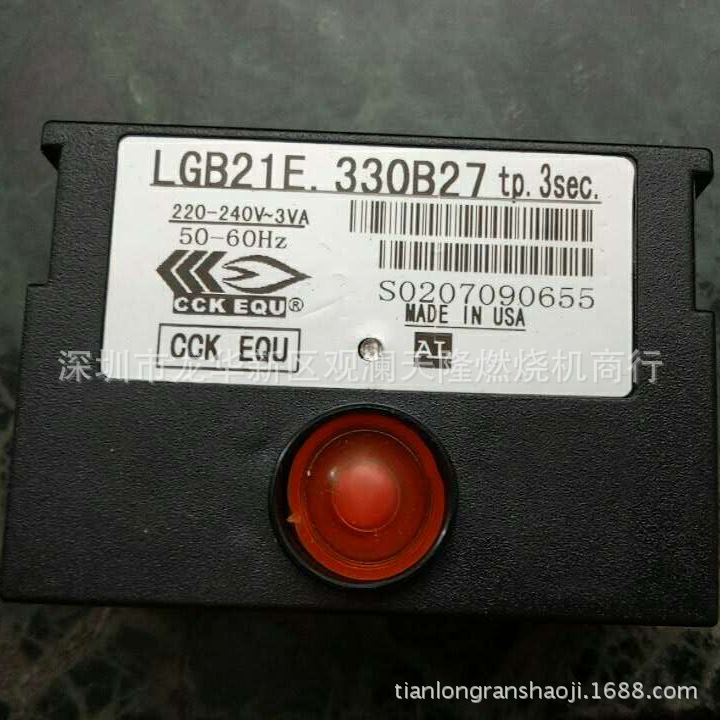 LGB21E. 330B27 tp. 3sec.
220-240V~3VA
50-60Hz
CCK EQU®
CCK EQU
S0207090655
MADE IN USA
AI
深圳市龙华新区观澜天隆燃烧机商行
tianlongranshaoji.1688.com